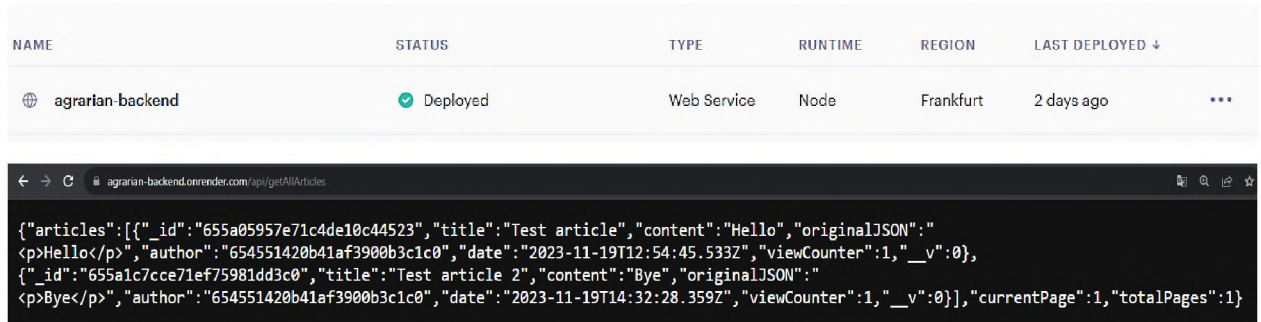 NAME STATUS TYPE RUNTIME REGION LAST DEPLOYED ↓
agrarian-backend Deployed Web Service Node Frankfurt 2 days ago
agrarian-backend.onrender.com/api/getAllArticles
{"articles":[{"_id":"655a05957e71c4de10c44523","title":"Test article","content":"Hello","originalJSON":"
<p>Hello</p>","author":"654551420b41af3900b3c1c0","date":"2023-11-19T12:54:45.533Z","viewCounter":1,"__v":0},
{"_id":"655a1c7cce71ef75981dd3c0","title":"Test article 2","content":"Bye","originalJSON":"
<p>Bye</p>","author":"654551420b41af3900b3c1c0","date":"2023-11-19T14:32:28.359Z","viewCounter":1,"__v":0}],"currentPage":1,"totalPages":1}